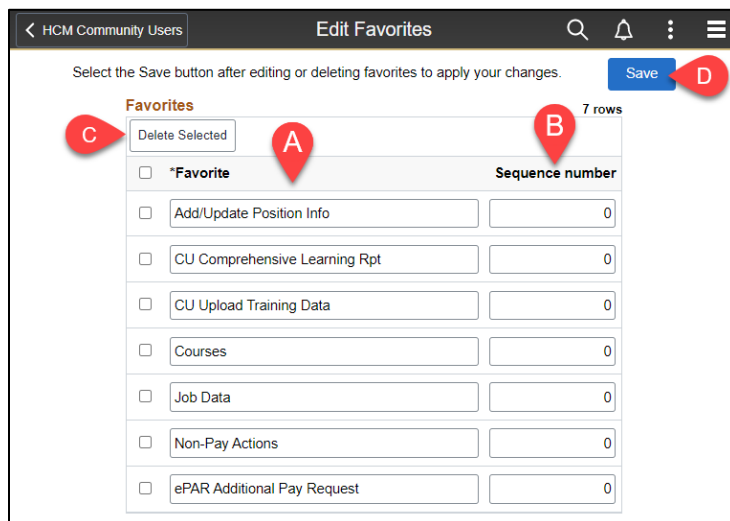 HCM Community Users Edit Favorites
Select the Save button after editing or deleting favorites to apply your changes. Save D
Favorites 7 rows
C Delete Selected A B
*Favorite Sequence number
Add/Update Position Info 0
CU Comprehensive Learning Rpt 0
CU Upload Training Data 0
Courses 0
Job Data 0
Non-Pay Actions 0
ePAR Additional Pay Request 0